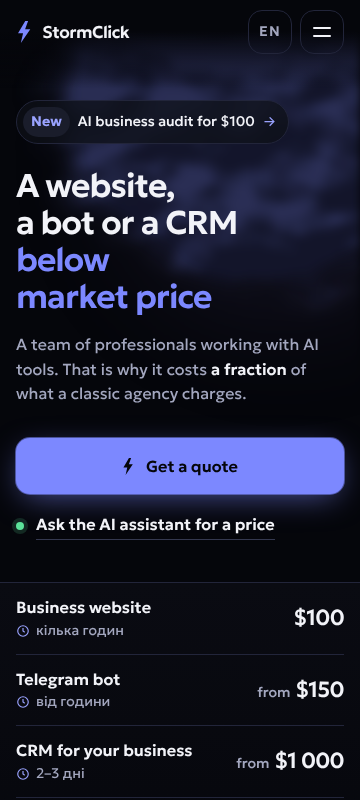 StormClick
EN
New AI business audit for $100 →
A website,
a bot or a CRM
below
market price
A team of professionals working with AI
tools. That is why it costs a fraction of
what a classic agency charges.
Get a quote
Ask the AI assistant for a price
Business website
$100
кілька годин
Telegram bot
from $150
від години
CRM for your business
from $1 000
2–3 дні